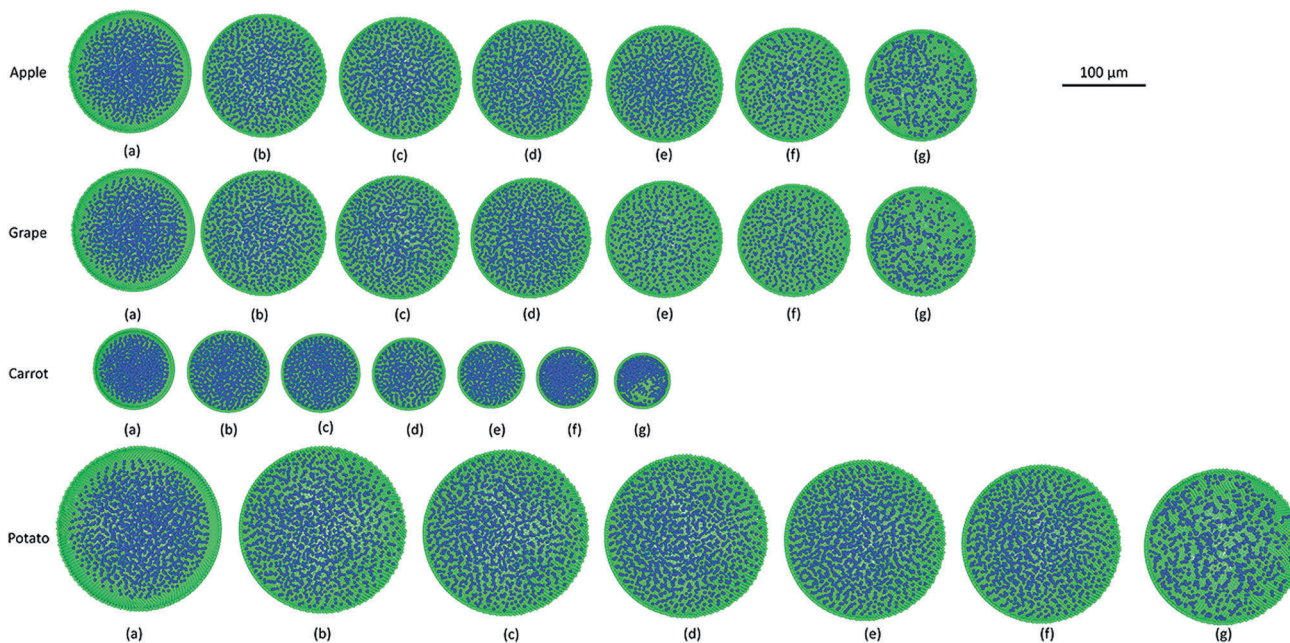 Apple
100 µm
(a) (b) (c) (d) (e) (f) (g)
Grape
(a) (b) (c) (d) (e) (f) (g)
Carrot
(a) (b) (c) (d) (e) (f) (g)
Potato
(a) (b) (c) (d) (e) (f) (g)